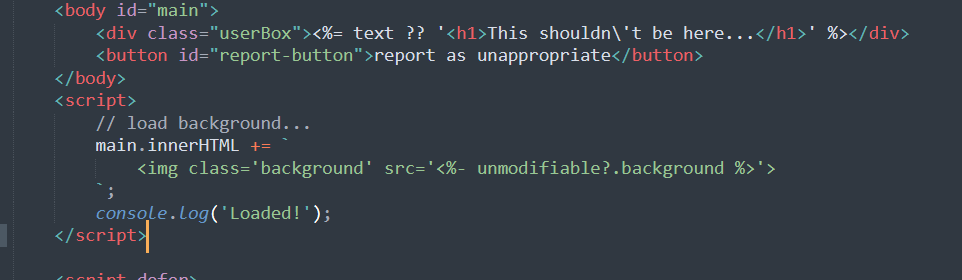 <body id="main">
<div class="userBox"><%= text ?? '<h1>This shouldn\'t be here...</h1>' %></div>
<button id="report-button">report as unappropriate</button>
</body>
<script>
// load background...
main.innerHTML += `
<img class='background' src='<%- unmodifiable?.background %>'>
`;
console.log('Loaded!');
</script>
<script defer>